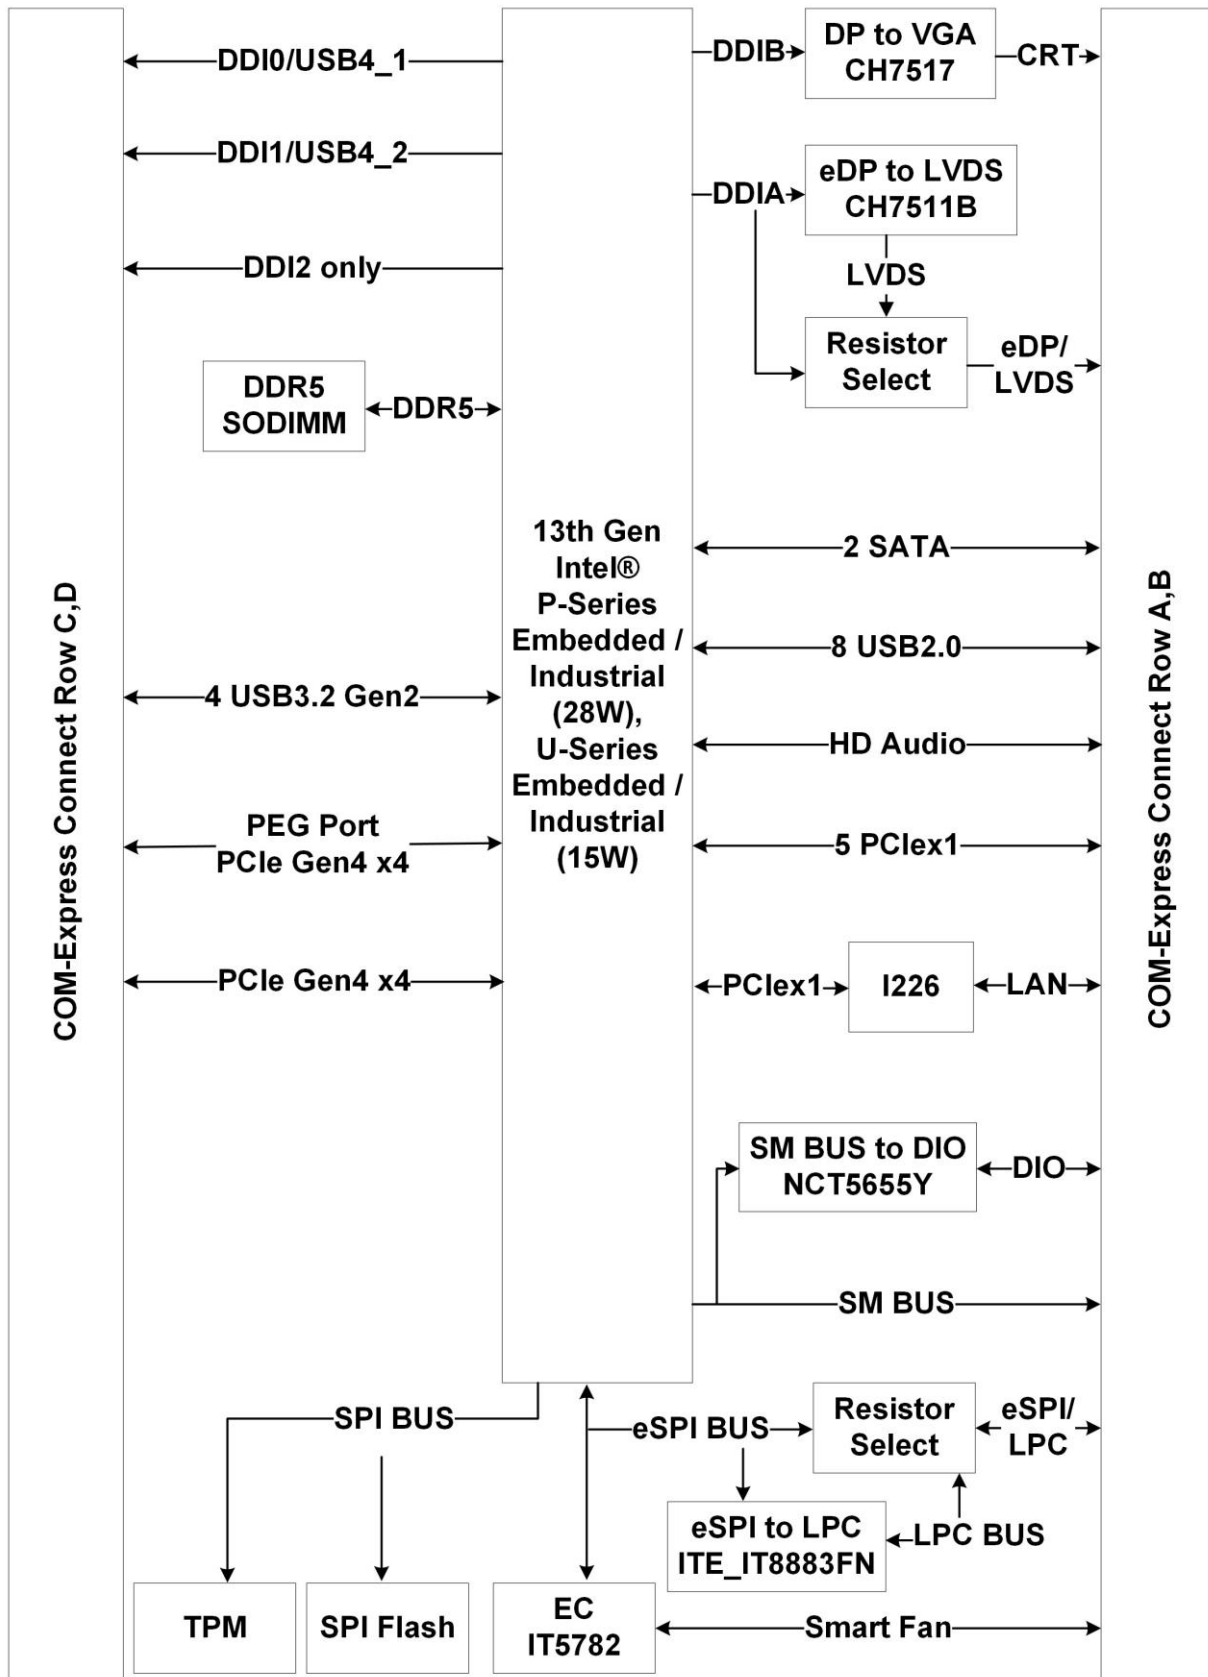 DDI0/USB4_1
DDI1/USB4_2
DDI2 only
DDR5
SODIMM
DDR5
4 USB3.2 Gen2
PEG Port
PCIe Gen4 x4
PCIe Gen4 x4
COM-Express Connect Row C,D
13th Gen
Intel®
P-Series
Embedded /
Industrial
(28W),
U-Series
Embedded /
Industrial
(15W)
DDIB
DP to VGA
CH7517
CRT
DDIA
eDP to LVDS
CH7511B
LVDS
Resistor
Select
eDP/
LVDS
2 SATA
8 USB2.0
HD Audio
5 PCIex1
PCIex1
I226
LAN
SM BUS to DIO
NCT5655Y
DIO
SM BUS
COM-Express Connect Row A,B
SPI BUS
eSPI BUS
Resistor
Select
eSPI/
LPC
eSPI to LPC
ITE_IT8883FN
LPC BUS
TPM
SPI Flash
EC
IT5782
Smart Fan